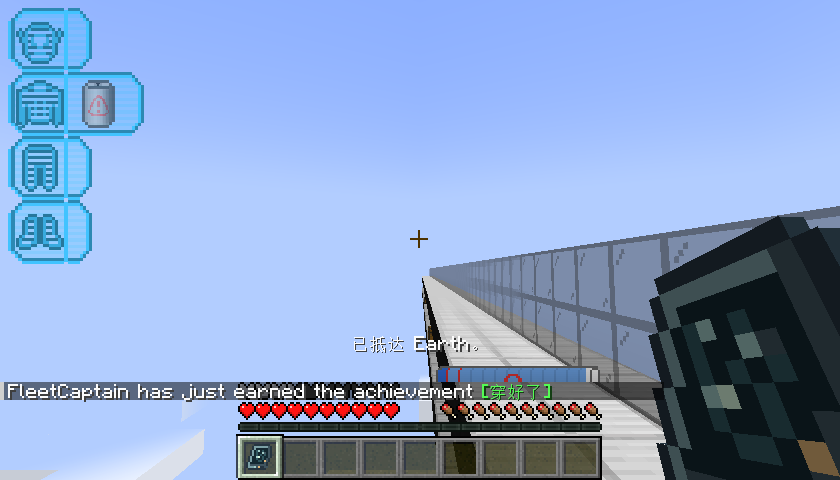 已抵达 Earth。
FleetCaptain has just earned the achievement [穿好了]